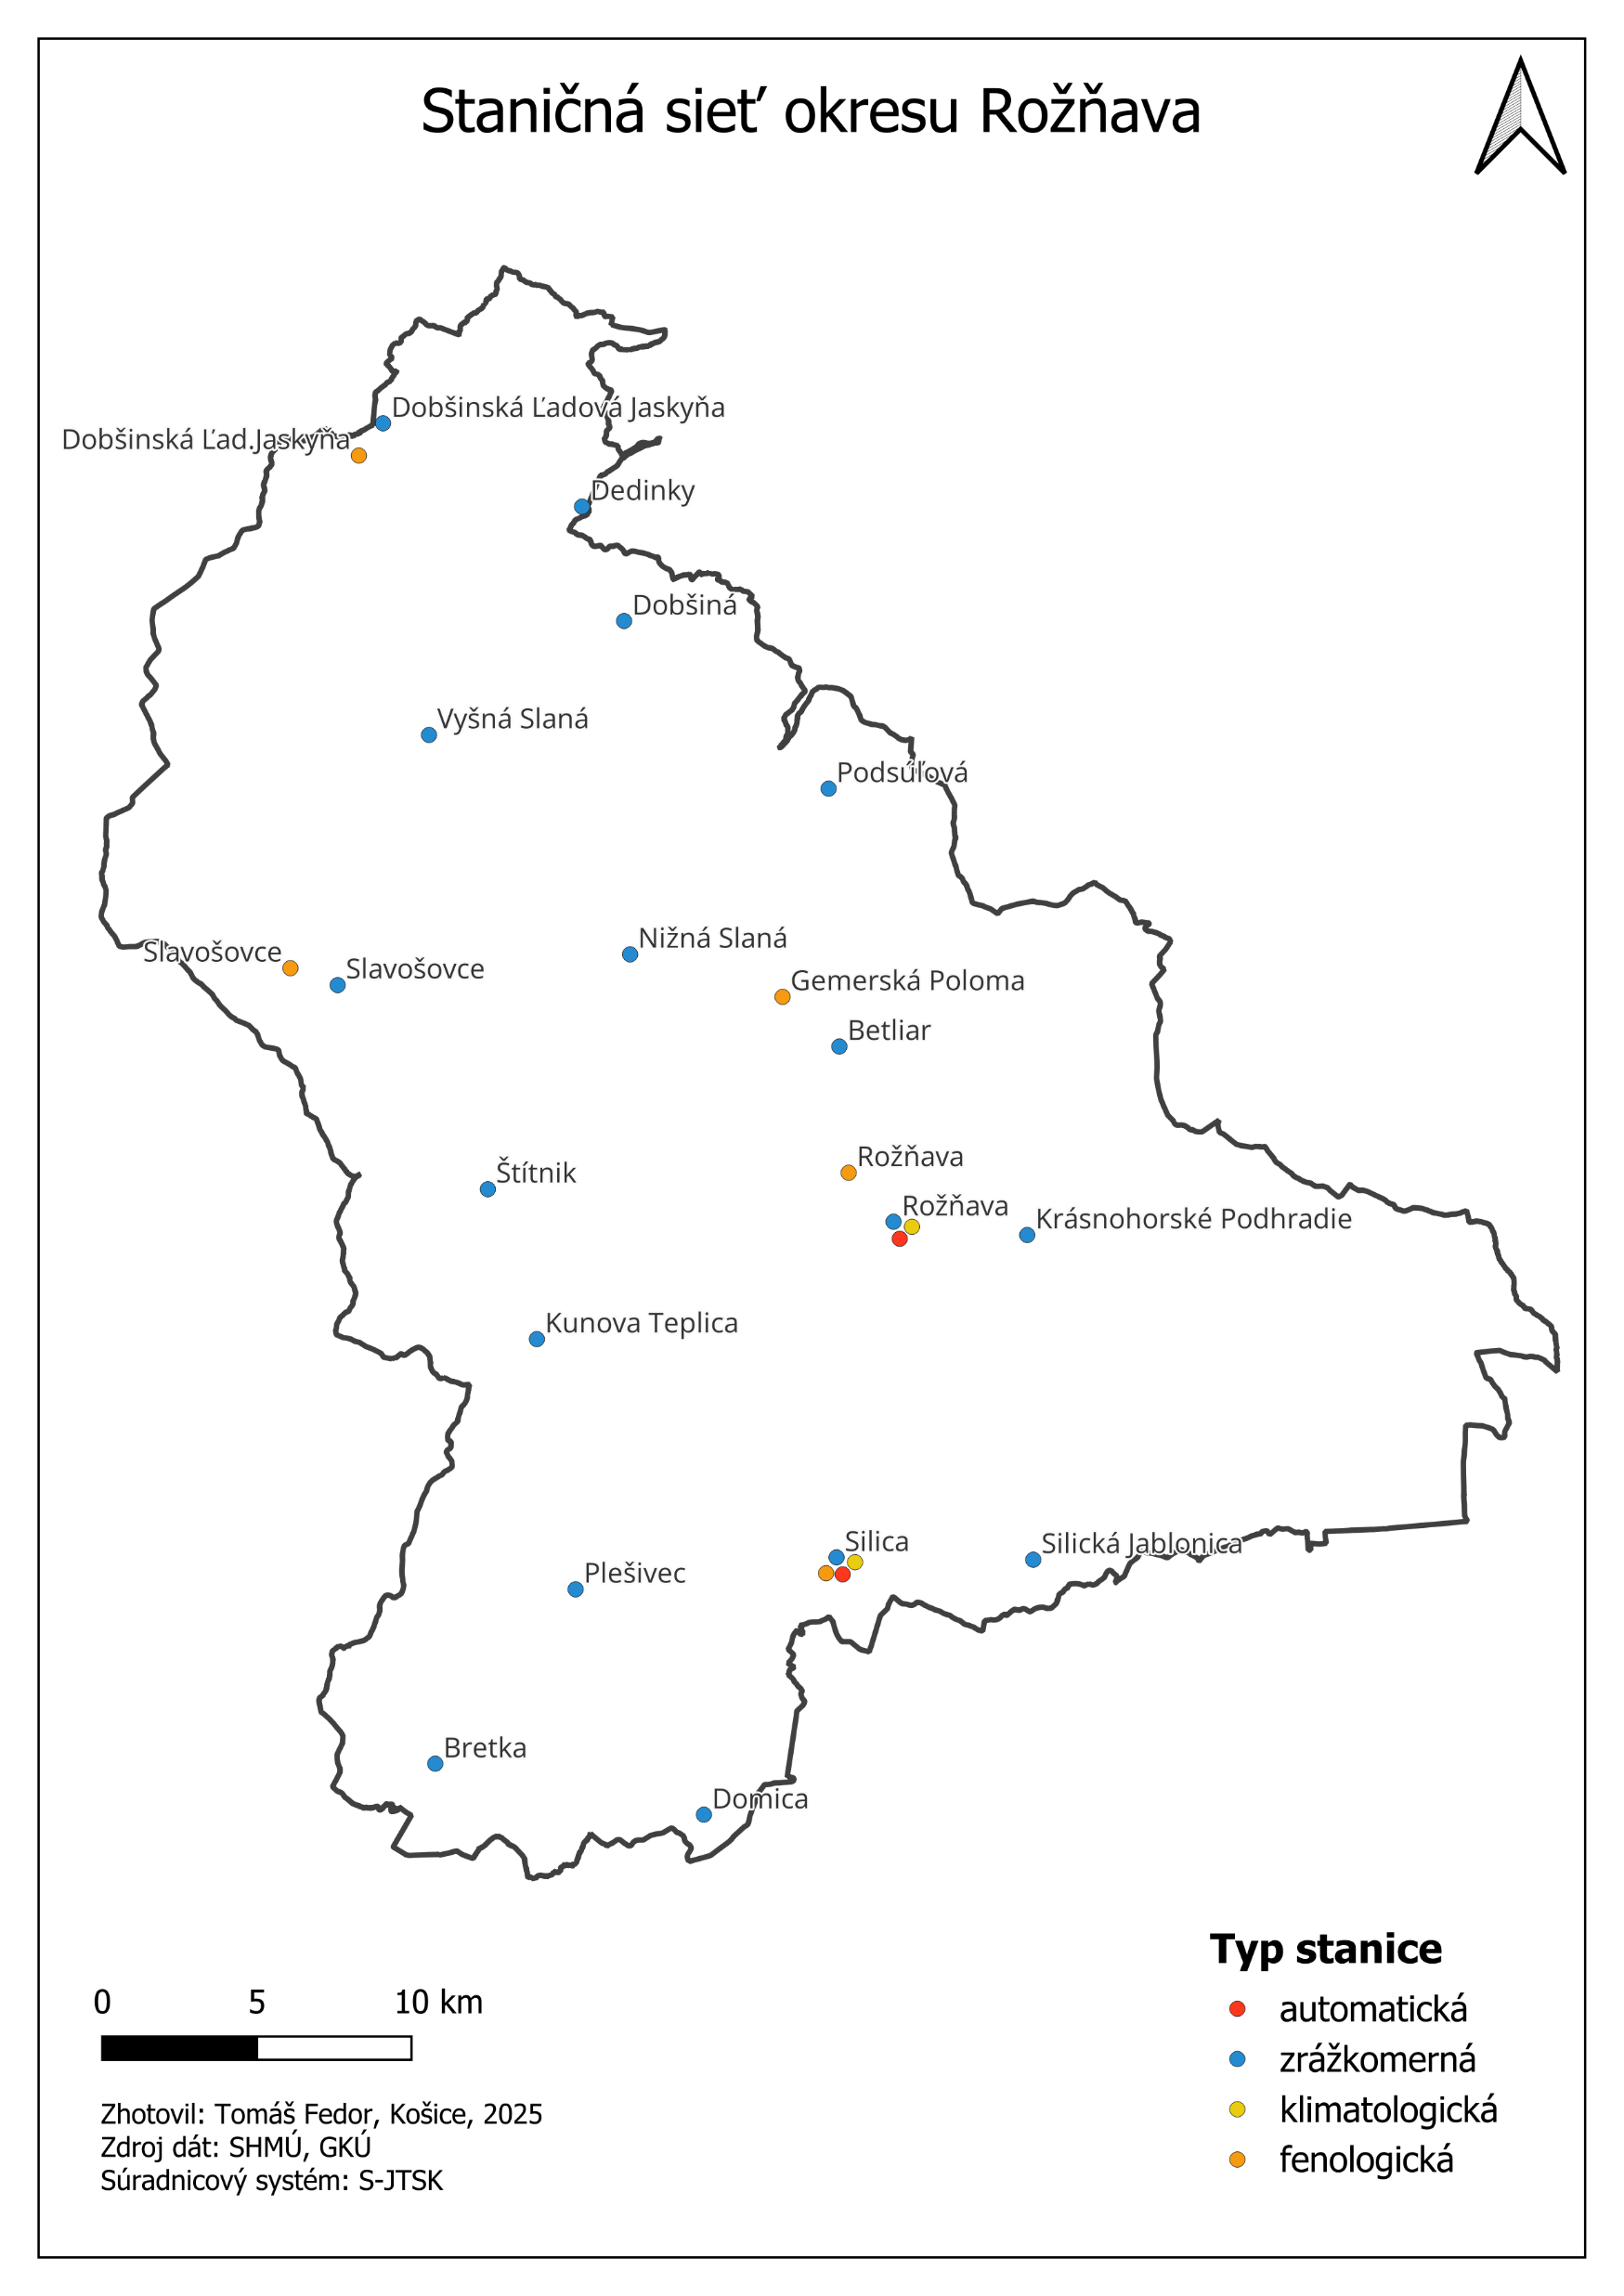 Staničná sieť okresu Rožňava
Dobšinská Ľadová Jaskyňa
Dobšinská Ľad.Jaskyňa
Dedinky
Dobšiná
Vyšná Slaná
Podsúľová
Nižná Slaná
Slavošovce
Slavošovce
Gemerská Poloma
Betliar
Rožňava
Štítnik
Rožňava
Krásnohorské Podhradie
Kunova Teplica
Silica
Silická Jablonica
Plešivec
Bretka
Domica
Typ stanice
automatická
zrážkomerná
klimatologická
fenologická
0 5 10 km
Zhotovil: Tomáš Fedor, Košice, 2025
Zdroj dát: SHMÚ, GKÚ
Súradnicový systém: S-JTSK